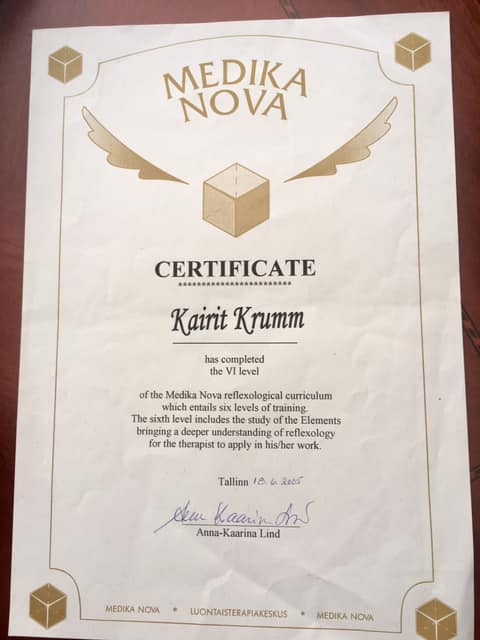 MEDIKA
NOVA
CERTIFICATE
************************
Kairit Krumm
has completed
the VI level
of the Medika Nova reflexological curriculum
which entails six levels of training.
The sixth level includes the study of the Elements
bringing a deeper understanding of reflexology
for the therapist to apply in his/her work.
Tallinn 18.6.2005
Anna Kaarina Lind
Anna-Kaarina Lind
MEDIKA NOVA * LUONTAISTERAPIAKESKUS * MEDIKA NOVA